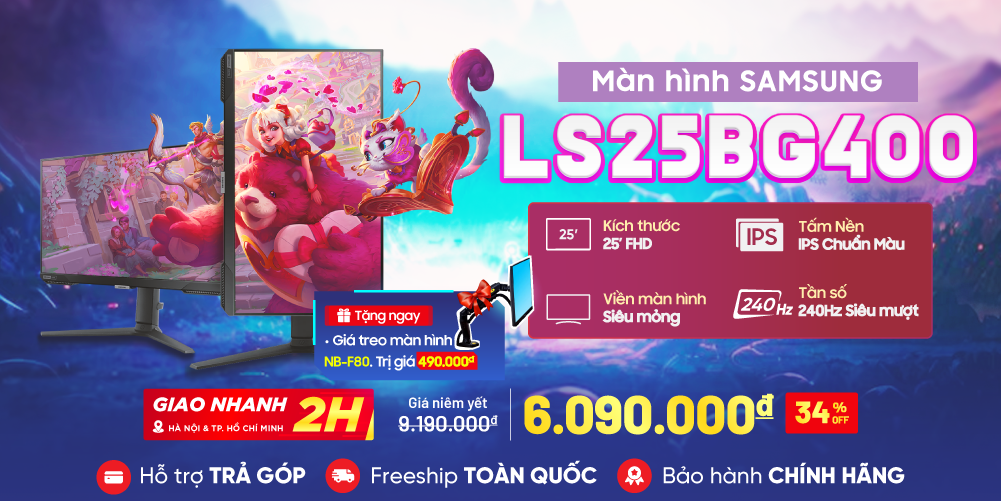 Màn hình SAMSUNG
LS25BG400
25'
Kích thước
25' FHD
IPS
Tấm Nền
IPS Chuẩn Màu
Viền màn hình
Siêu mỏng
240Hz
Tần số
240Hz Siêu mượt
Tặng ngay
• Giá treo màn hình
NB-F80. Trị giá 490.000đ
GIAO NHANH 2H
HÀ NỘI & TP. HỒ CHÍ MINH
Giá niêm yết
9.190.000đ
6.090.000đ
34% OFF
Hỗ trợ TRẢ GÓP
Freeship TOÀN QUỐC
Bảo hành CHÍNH HÃNG